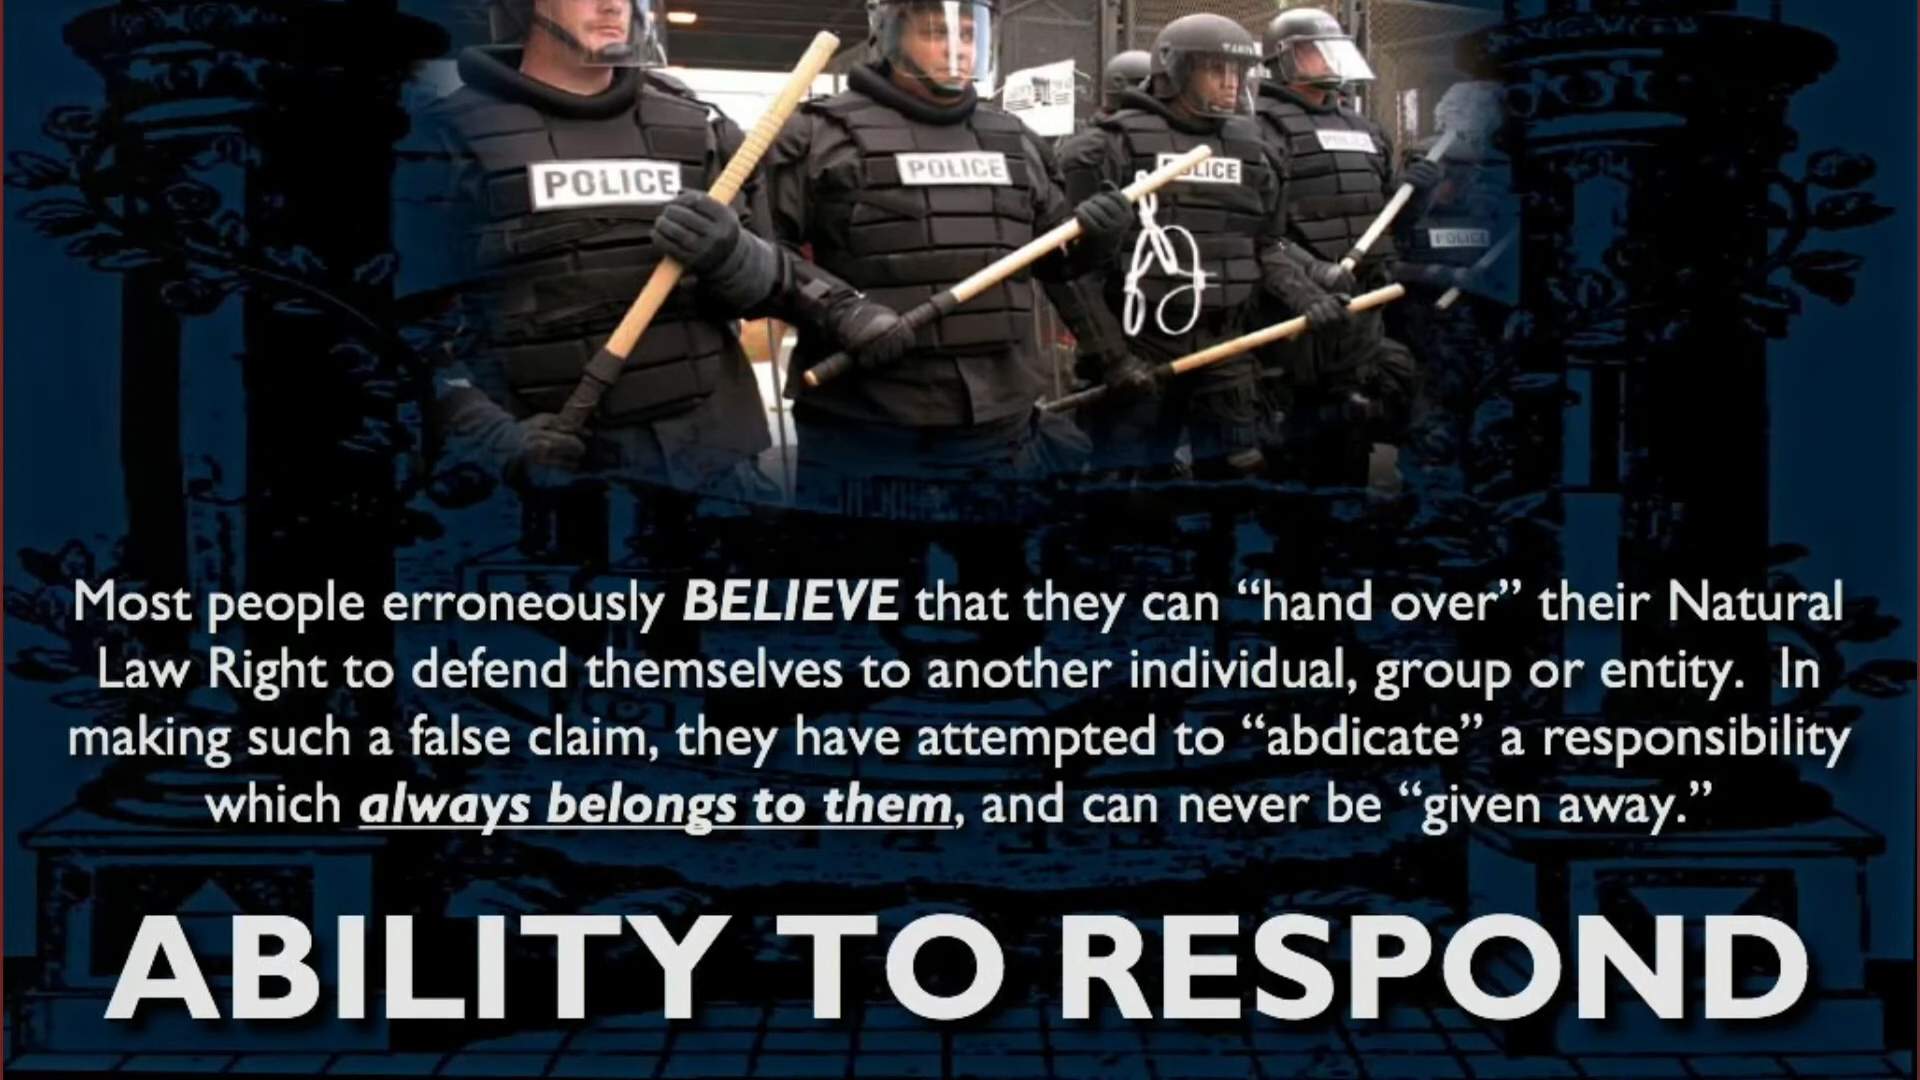 POLICE
POLICE
POLICE
POLICE
POLICE
Most people erroneously BELIEVE that they can “hand over” their Natural
Law Right to defend themselves to another individual, group or entity.  In
making such a false claim, they have attempted to “abdicate” a responsibility
which always belongs to them, and can never be “given away.”
ABILITY TO RESPOND